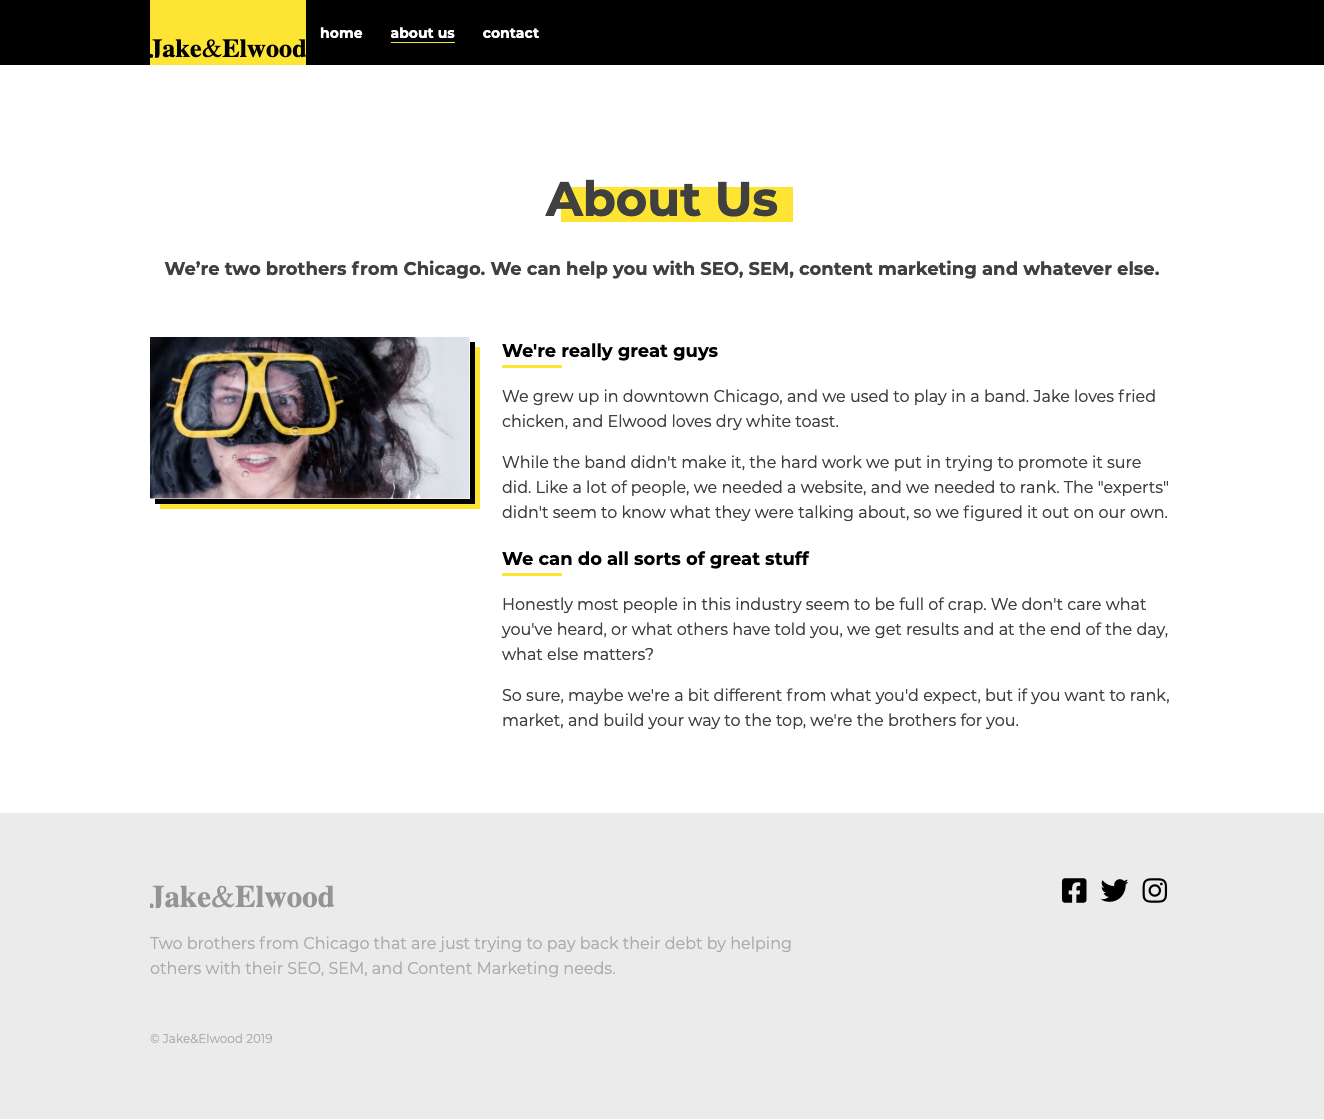 Jake&Elwood
home
about us
contact
About Us
We’re two brothers from Chicago. We can help you with SEO, SEM, content marketing and whatever else.
We're really great guys
We grew up in downtown Chicago, and we used to play in a band. Jake loves fried
chicken, and Elwood loves dry white toast.
While the band didn't make it, the hard work we put in trying to promote it sure
did. Like a lot of people, we needed a website, and we needed to rank. The "experts"
didn't seem to know what they were talking about, so we figured it out on our own.
We can do all sorts of great stuff
Honestly most people in this industry seem to be full of crap. We don't care what
you've heard, or what others have told you, we get results and at the end of the day,
what else matters?
So sure, maybe we're a bit different from what you'd expect, but if you want to rank,
market, and build your way to the top, we're the brothers for you.
Jake&Elwood
Two brothers from Chicago that are just trying to pay back their debt by helping
others with their SEO, SEM, and Content Marketing needs.
© Jake&Elwood 2019